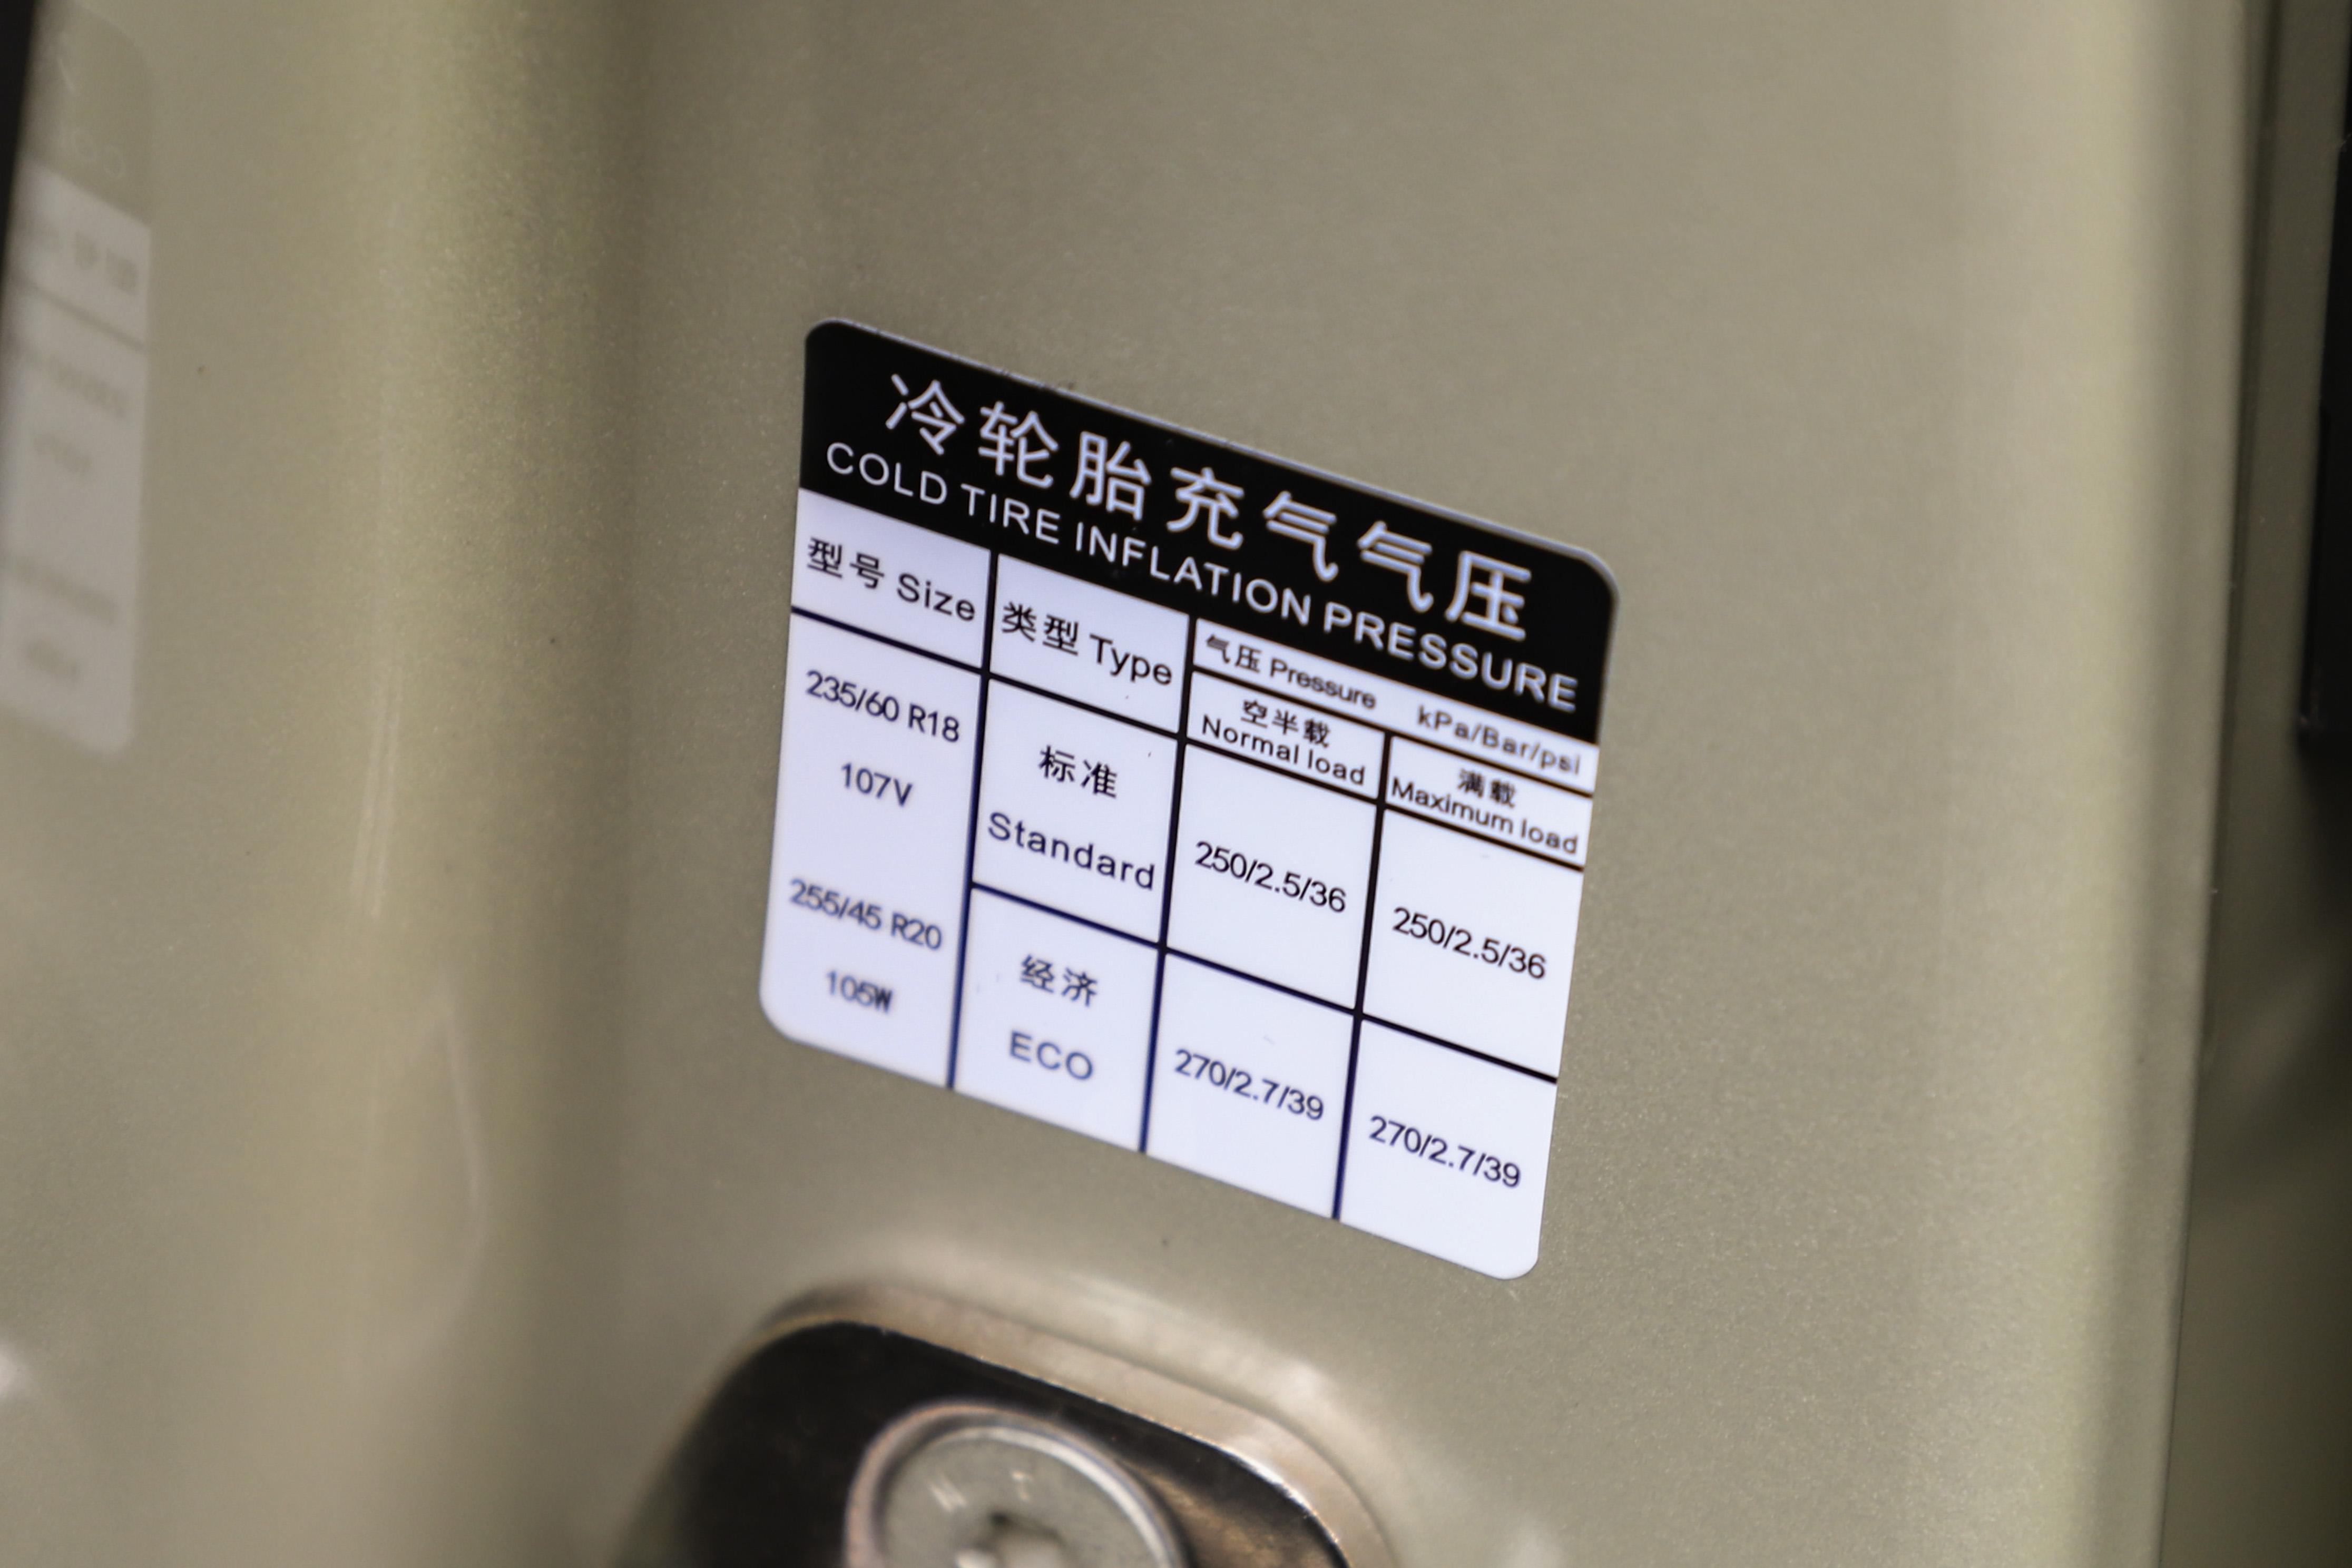 冷轮胎充气气压
COLD TIRE INFLATION PRESSURE
型号 Size
类型 Type
气压 Pressure kPa/Bar/psi
空半载
Normal load
满载
Maximum load
235/60 R18
107V
255/45 R20
105W
标准
Standard
250/2.5/36
250/2.5/36
经济
ECO
270/2.7/39
270/2.7/39